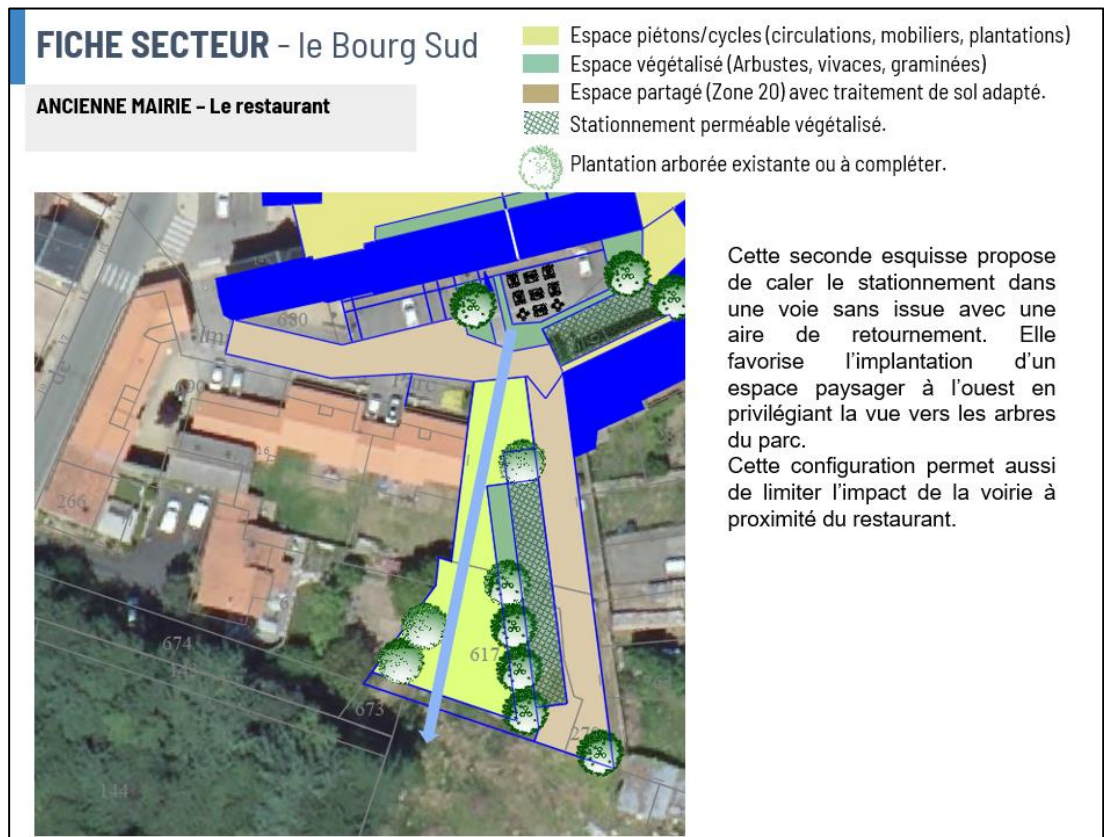 FICHE SECTEUR - le Bourg Sud
ANCIENNE MAIRIE – Le restaurant
Espace piétons/cycles (circulations, mobiliers, plantations)
Espace végétalisé (Arbustes, vivaces, graminées)
Espace partagé (Zone 20) avec traitement de sol adapté.
Stationnement perméable végétalisé.
Plantation arborée existante ou à compléter.
Cette seconde esquisse propose
de caler le stationnement dans
une voie sans issue avec une
aire de retournement. Elle
favorise l’implantation d’un
espace paysager à l’ouest en
privilégiant la vue vers les arbres
du parc.
Cette configuration permet aussi
de limiter l’impact de la voirie à
proximité du restaurant.
680
Parc
16
266
674
617
673
144